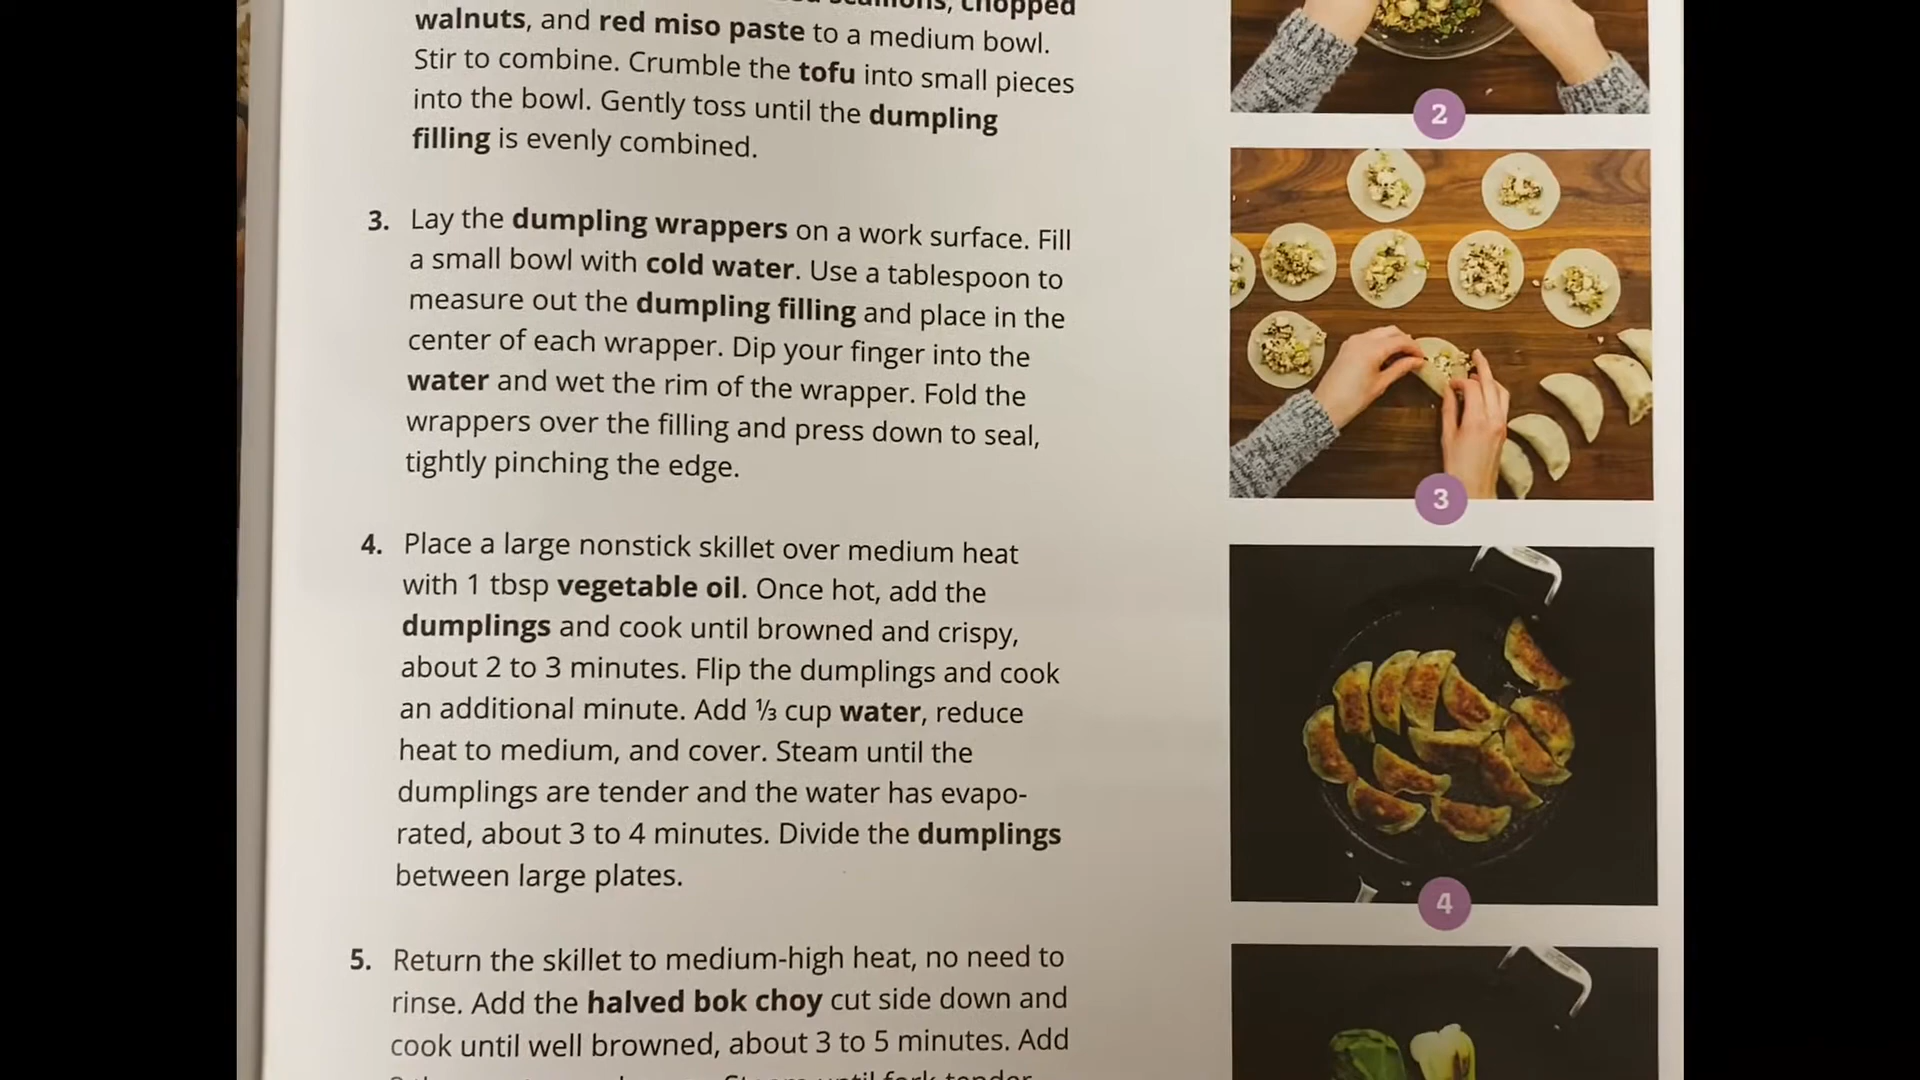 chopped
walnuts, and red miso paste to a medium bowl.
Stir to combine. Crumble the tofu into small pieces
into the bowl. Gently toss until the dumpling
filling is evenly combined.
2
3. Lay the dumpling wrappers on a work surface. Fill
a small bowl with cold water. Use a tablespoon to
measure out the dumpling filling and place in the
center of each wrapper. Dip your finger into the
water and wet the rim of the wrapper. Fold the
wrappers over the filling and press down to seal,
tightly pinching the edge.
3
4. Place a large nonstick skillet over medium heat
with 1 tbsp vegetable oil. Once hot, add the
dumplings and cook until browned and crispy,
about 2 to 3 minutes. Flip the dumplings and cook
an additional minute. Add ⅓ cup water, reduce
heat to medium, and cover. Steam until the
dumplings are tender and the water has evapo-
rated, about 3 to 4 minutes. Divide the dumplings
between large plates.
4
5. Return the skillet to medium-high heat, no need to
rinse. Add the halved bok choy cut side down and
cook until well browned, about 3 to 5 minutes. Add